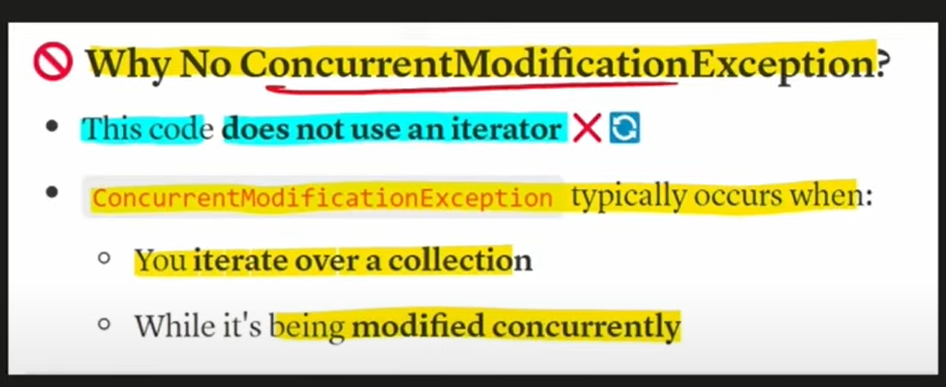 Why No ConcurrentModificationException?
• This code does not use an iterator
• ConcurrentModificationException typically occurs when:
○ You iterate over a collection
○ While it's being modified concurrently